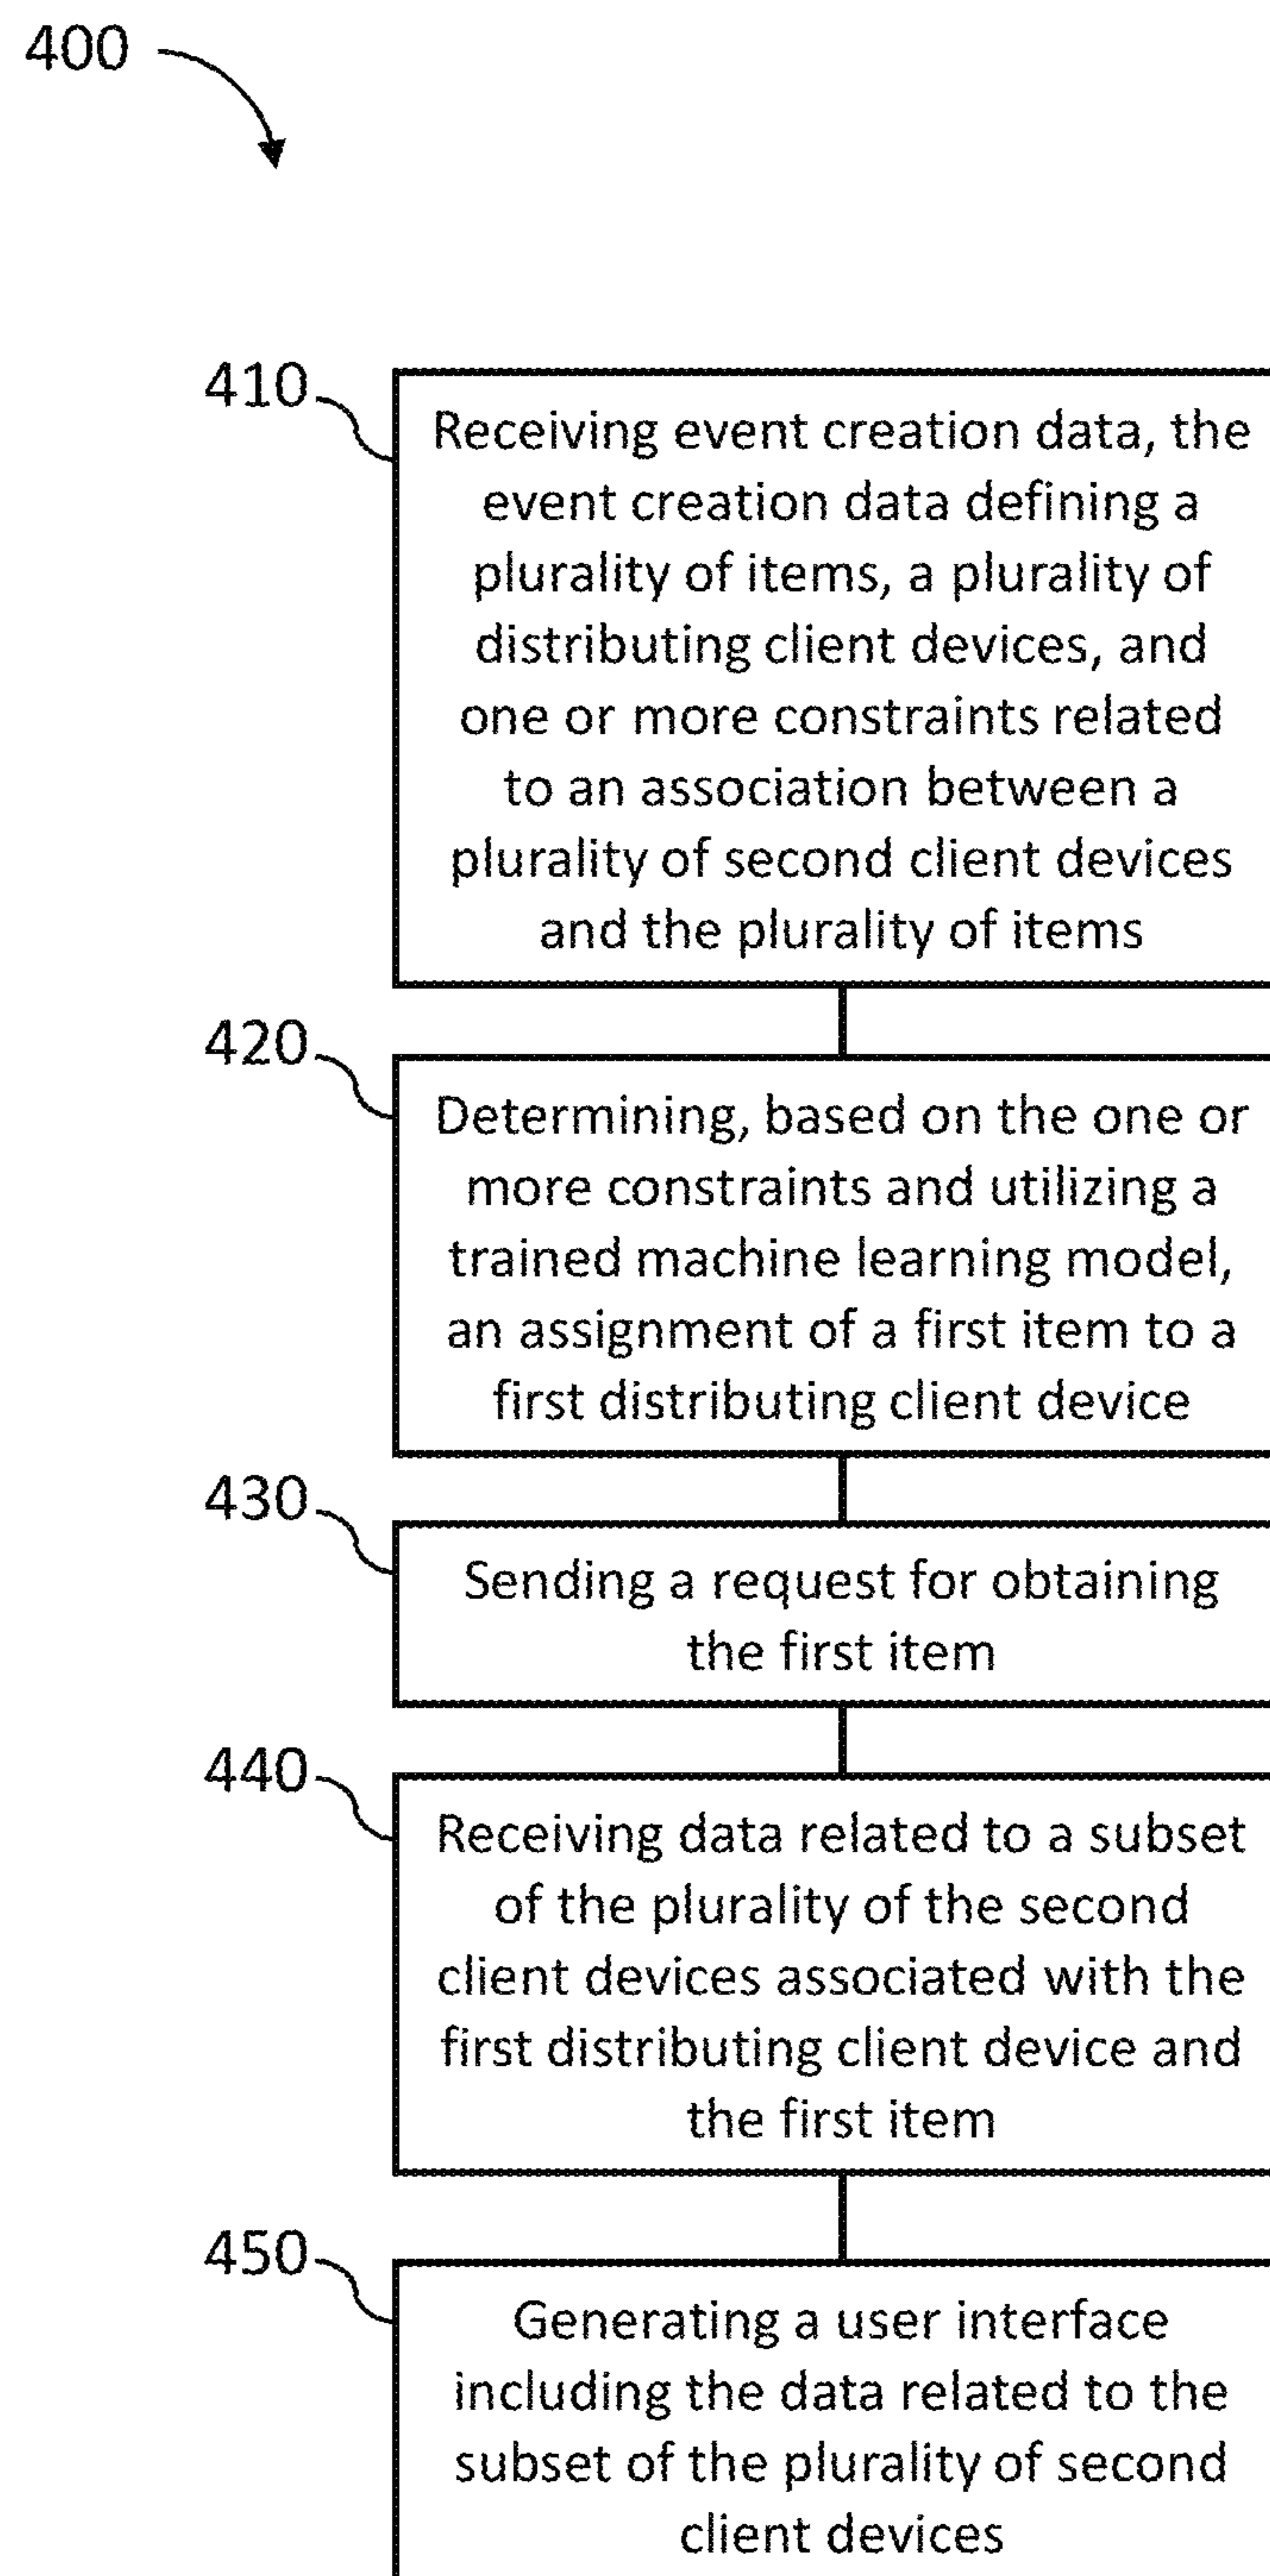 400
410
Receiving event creation data, the
event creation data defining a
plurality of items, a plurality of
distributing client devices, and
one or more constraints related
to an association between a
plurality of second client devices
and the plurality of items
420
Determining, based on the one or
more constraints and utilizing a
trained machine learning model,
an assignment of a first item to a
first distributing client device
430
Sending a request for obtaining
the first item
440
Receiving data related to a subset
of the plurality of the second
client devices associated with the
first distributing client device and
the first item
450
Generating a user interface
including the data related to the
subset of the plurality of second
client devices